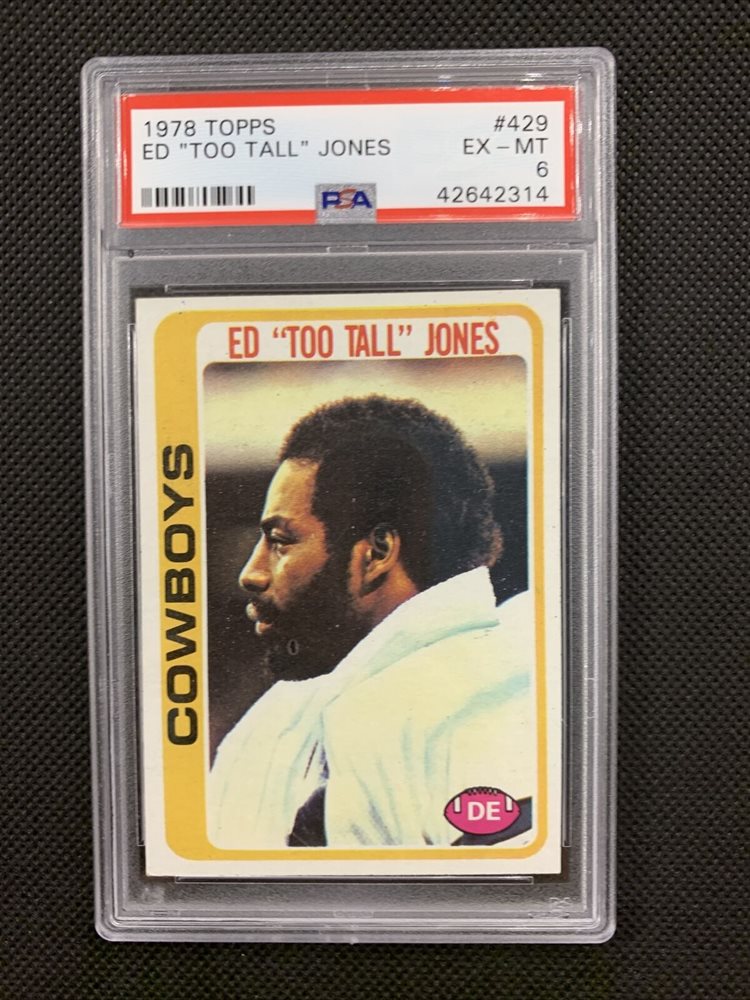 1978 TOPPS #429
ED "TOO TALL" JONES EX – MT
6
PSA 42642314
ED “TOO TALL” JONES
COWBOYS
DE